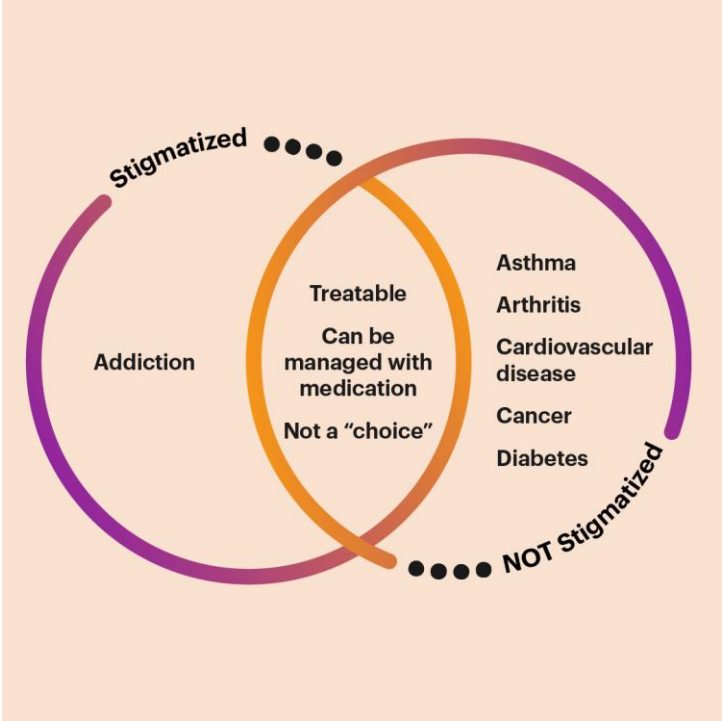 Stigmatized
Addiction
Treatable
Can be
managed with
medication
Not a “choice”
Asthma
Arthritis
Cardiovascular
disease
Cancer
Diabetes
NOT Stigmatized